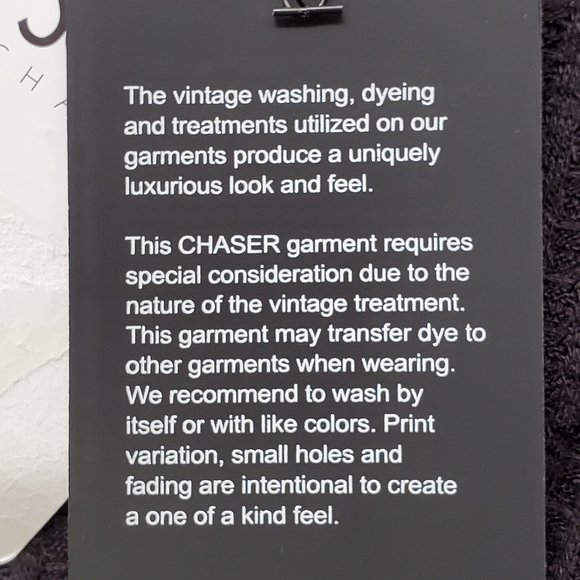 The vintage washing, dyeing
and treatments utilized on our
garments produce a uniquely
luxurious look and feel.
This CHASER garment requires
special consideration due to the
nature of the vintage treatment.
This garment may transfer dye to
other garments when wearing.
We recommend to wash by
itself or with like colors. Print
variation, small holes and
fading are intentional to create
a one of a kind feel.